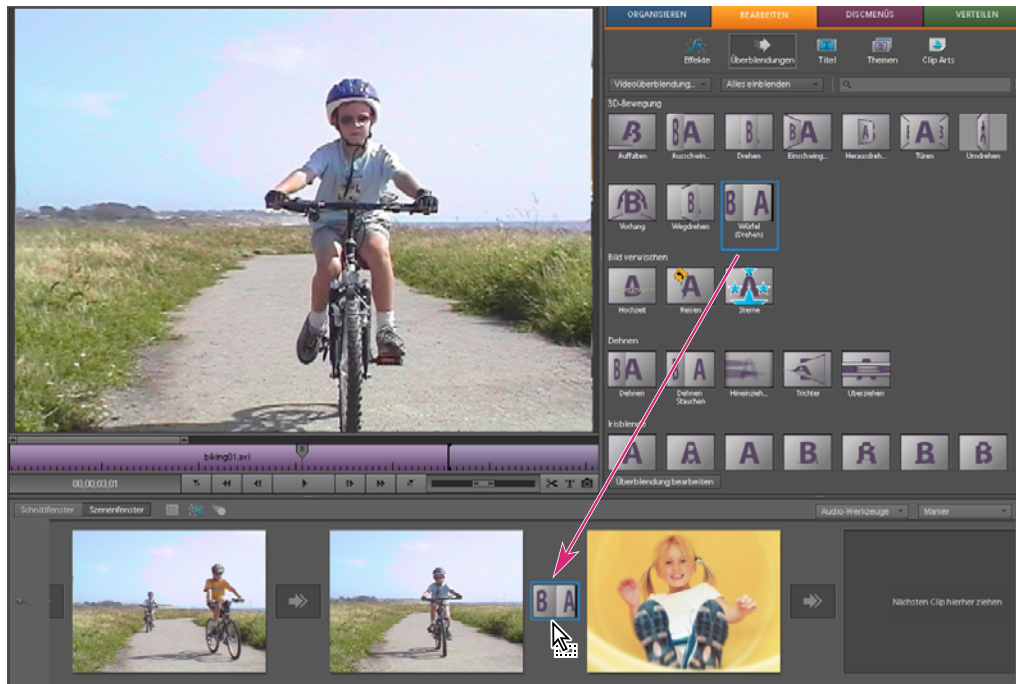 ORGANISIEREN
BEARBEITEN
DISCMENÜS
VERTEILEN
Effekte
Überblendungen
Titel
Themen
Clip Arts
Videoüberblendung...
Alles einblenden
3D-Bewegung
B
B A
B
B A
A
A
A
Auffalten
Ausschwin...
Drehen
Einschwing...
Herausdreh...
Türen
Umdrehen
B
B
B A
Vorhang
Wegdrehen
Würfel
(Drehen)
Bild verwischen
Hochzeit
Reisen
Sterne
Dehnen
B A
B A
Dehnen
Dehnen
Stauchen
Hineinzieh...
Trichter
Überziehen
Irisblende
A
A
A
B
R
B
B
Überblendung bearbeiten
biking01.avi
00;00;03;01
Schnittfenster
Szenenfenster
Audio-Werkzeuge
Marker
B A
Nächsten Clip hierher ziehen